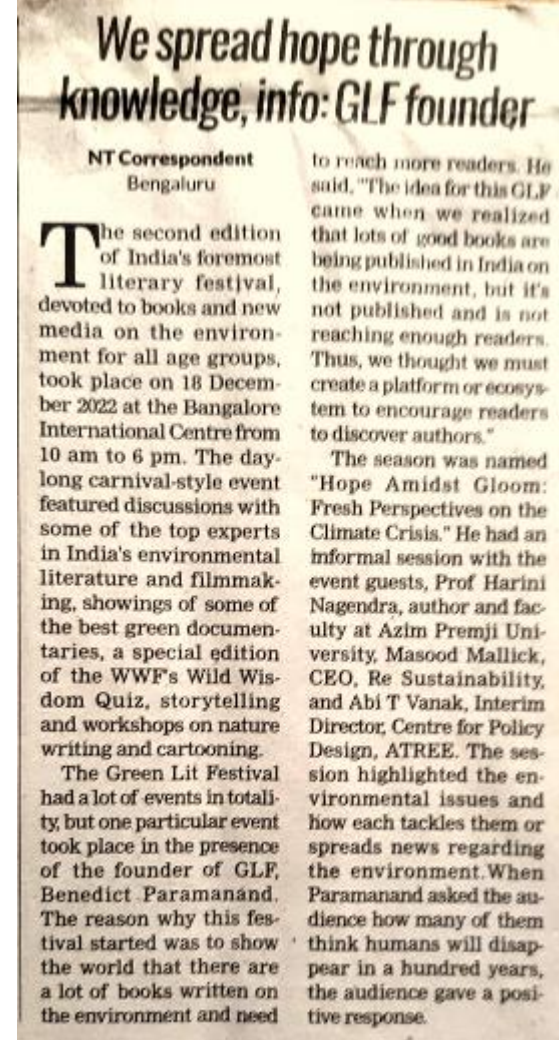 We spread hope through
knowledge, info: GLF founder
NT Correspondent
Bengaluru
The second edition
of India's foremost
literary festival,
devoted to books and new
media on the environ-
ment for all age groups,
took place on 18 Decem-
ber 2022 at the Bangalore
International Centre from
10 am to 6 pm. The day-
long carnival-style event
featured discussions with
some of the top experts
in India's environmental
literature and filmmak-
ing, showings of some of
the best green documen-
taries, a special edition
of the WWF's Wild Wis-
dom Quiz, storytelling
and workshops on nature
writing and cartooning.
The Green Lit Festival
had a lot of events in totali-
ty, but one particular event
took place in the presence
of the founder of GLF,
Benedict Paramanand.
The reason why this fes-
tival started was to show
the world that there are
a lot of books written on
the environment and need
to reach more readers. He
said, "The idea for this GLF
came when we realized
that lots of good books are
being published in India on
the environment, but it's
not published and is not
reaching enough readers.
Thus, we thought we must
create a platform or ecosys-
tem to encourage readers
to discover authors."
The season was named
"Hope Amidst Gloom:
Fresh Perspectives on the
Climate Crisis." He had an
informal session with the
event guests, Prof Harini
Nagendra, author and fac-
ulty at Azim Premji Uni-
versity, Masood Mallick,
CEO, Re Sustainability,
and Abi T Vanak, Interim
Director, Centre for Policy
Design, ATREE. The ses-
sion highlighted the en-
vironmental issues and
how each tackles them or
spreads news regarding
the environment.When
Paramanand asked the au-
dience how many of them
think humans will disap-
pear in a hundred years,
the audience gave a posi-
tive response.